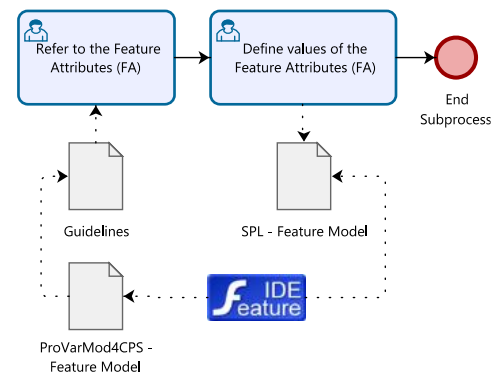 Refer to the Feature
Attributes (FA)
Define values of the
Feature Attributes (FA)
End
Subprocess
Guidelines
SPL - Feature Model
IDE
Feature
ProVarMod4CPS -
Feature Model